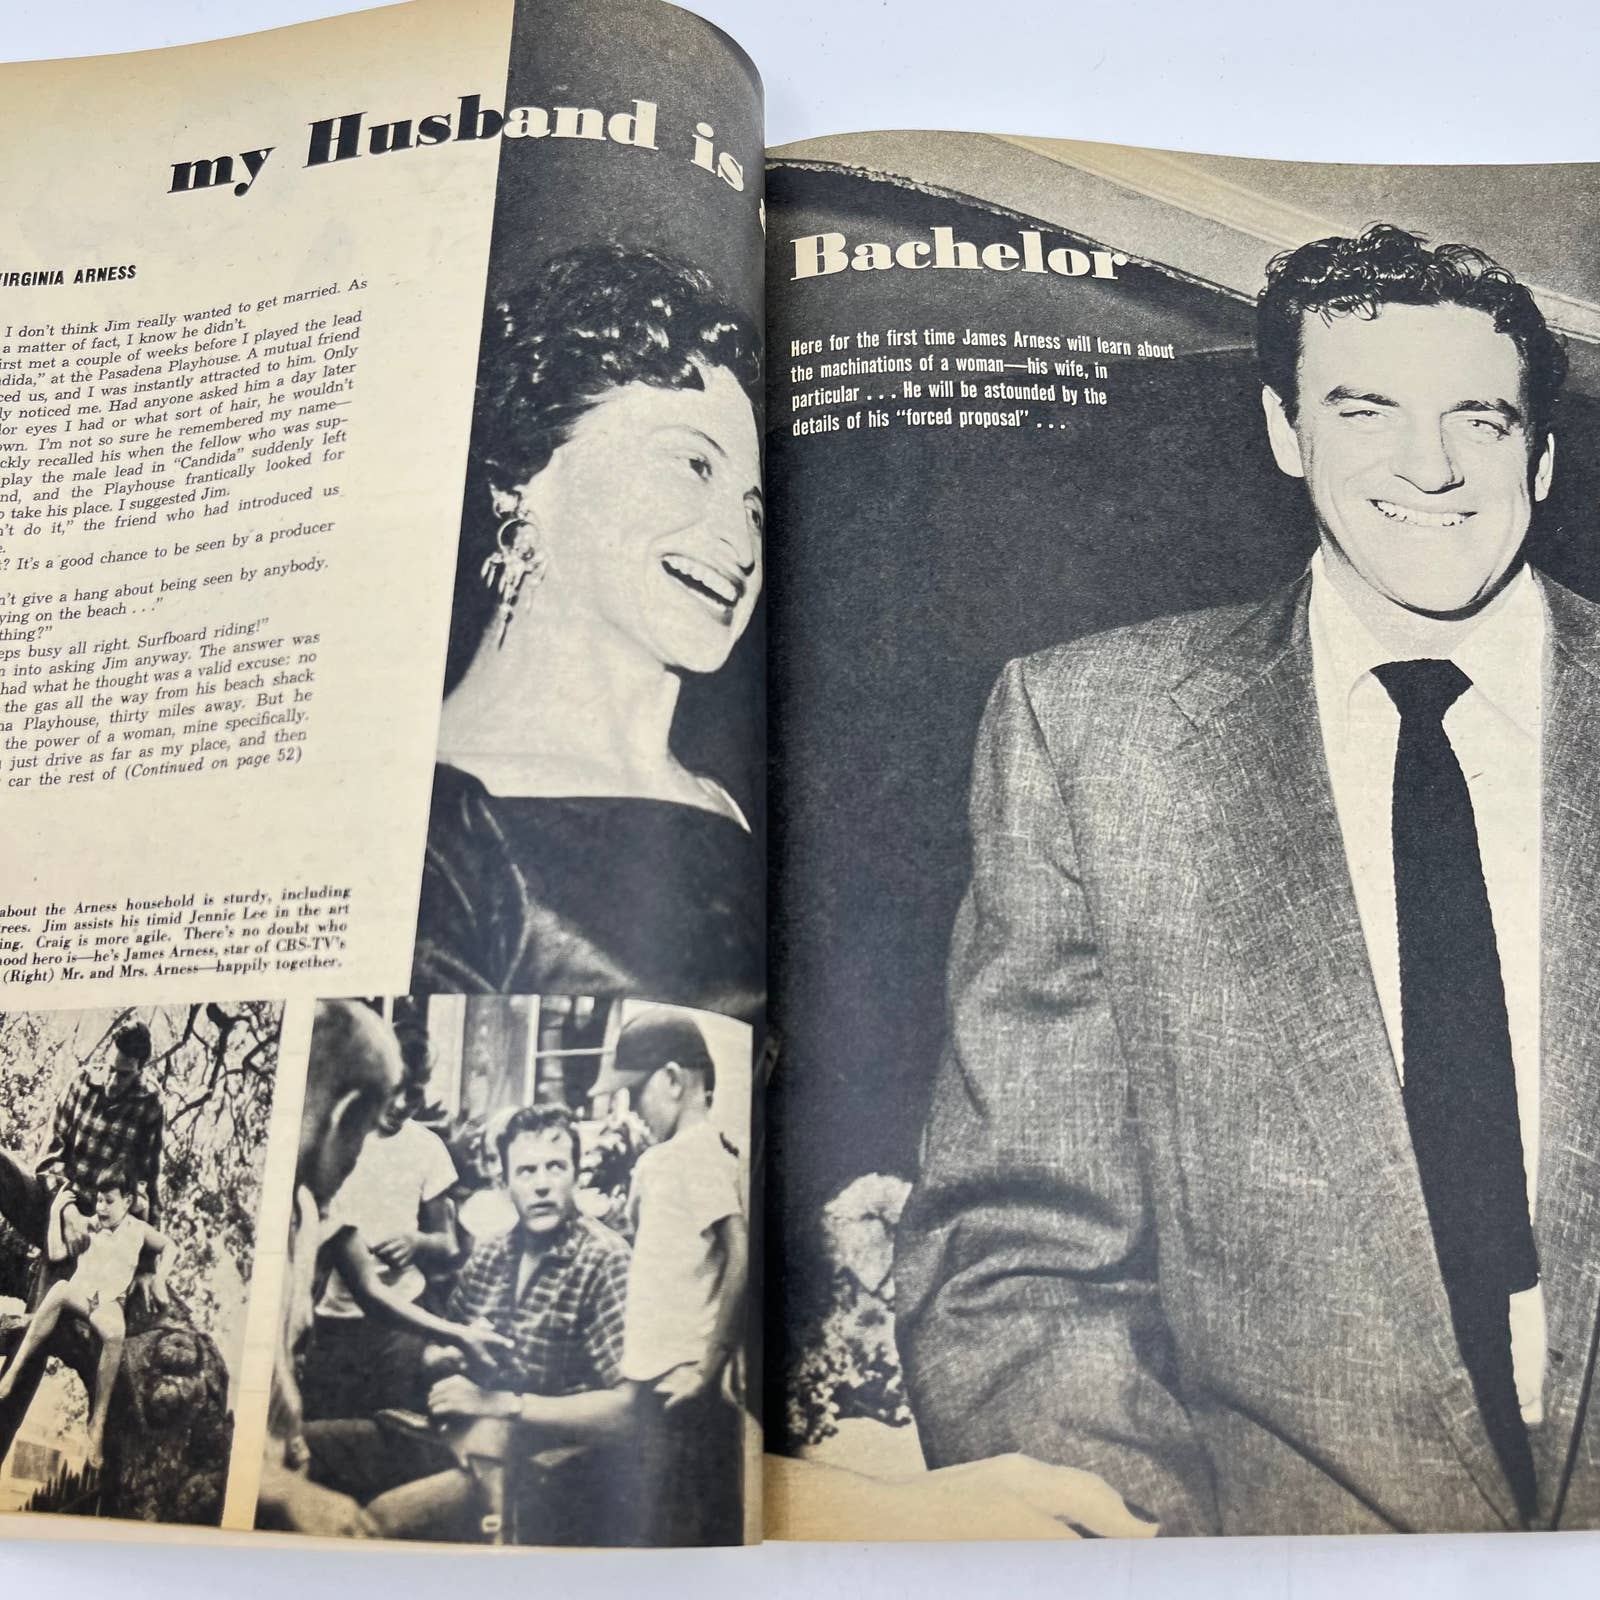 my Husband is
Bachelor
VIRGINIA ARNESS
I don't think Jim really wanted to get married. As
a matter of fact, I know he didn't.
first met a couple of weeks before I played the lead
dida," at the Pasadena Playhouse. A mutual friend
ced us, and I was instantly attracted to him. Only
ly noticed me. Had anyone asked him a day later
lor eyes I had or what sort of hair, he wouldn't
own. I'm not so sure he remembered my name—
ckly recalled his when the fellow who was sup-
play the male lead in "Candida" suddenly left
nd, and the Playhouse frantically looked for
o take his place. I suggested Jim.
n't do it," the friend who had introduced us
e.
? It's a good chance to be seen by a producer
n't give a hang about being seen by anybody.
ying on the beach . . ."
thing?"
eps busy all right. Surfboard riding!"
n into asking Jim anyway. The answer was
had what he thought was a valid excuse: no
the gas all the way from his beach shack
na Playhouse, thirty miles away. But he
the power of a woman, mine specifically.
just drive as far as my place, and then
car the rest of (Continued on page 52)
about the Arness household is sturdy, including
rees. Jim assists his timid Jennie Lee in the art
ing. Craig is more agile. There's no doubt who
ood hero is—he's James Arness, star of CBS-TV's
(Right) Mr. and Mrs. Arness—happily together.
Here for the first time James Arness will learn about
the machinations of a woman—his wife, in
particular . . . He will be astounded by the
details of his "forced proposal" . . .